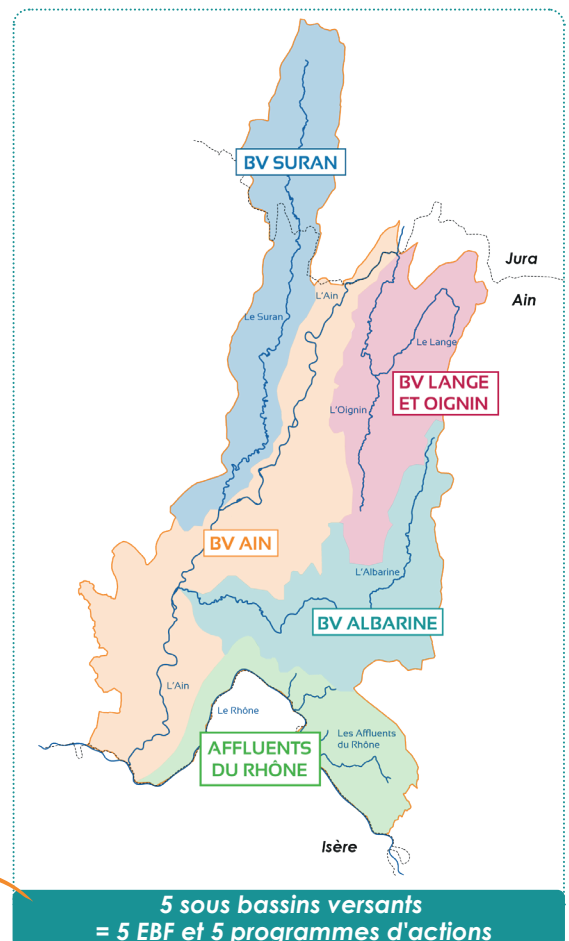 BV SURAN
Jura
Ain
L'Ain
Le Suran
Le Lange
BV LANGE
ET OIGNIN
L'Oignin
BV AIN
L'Albarine
BV ALBARINE
L'Ain
Le Rhône
Les Affluents
du Rhône
AFFLUENTS
DU RHÔNE
Isère
5 sous bassins versants
= 5 EBF et 5 programmes d'actions